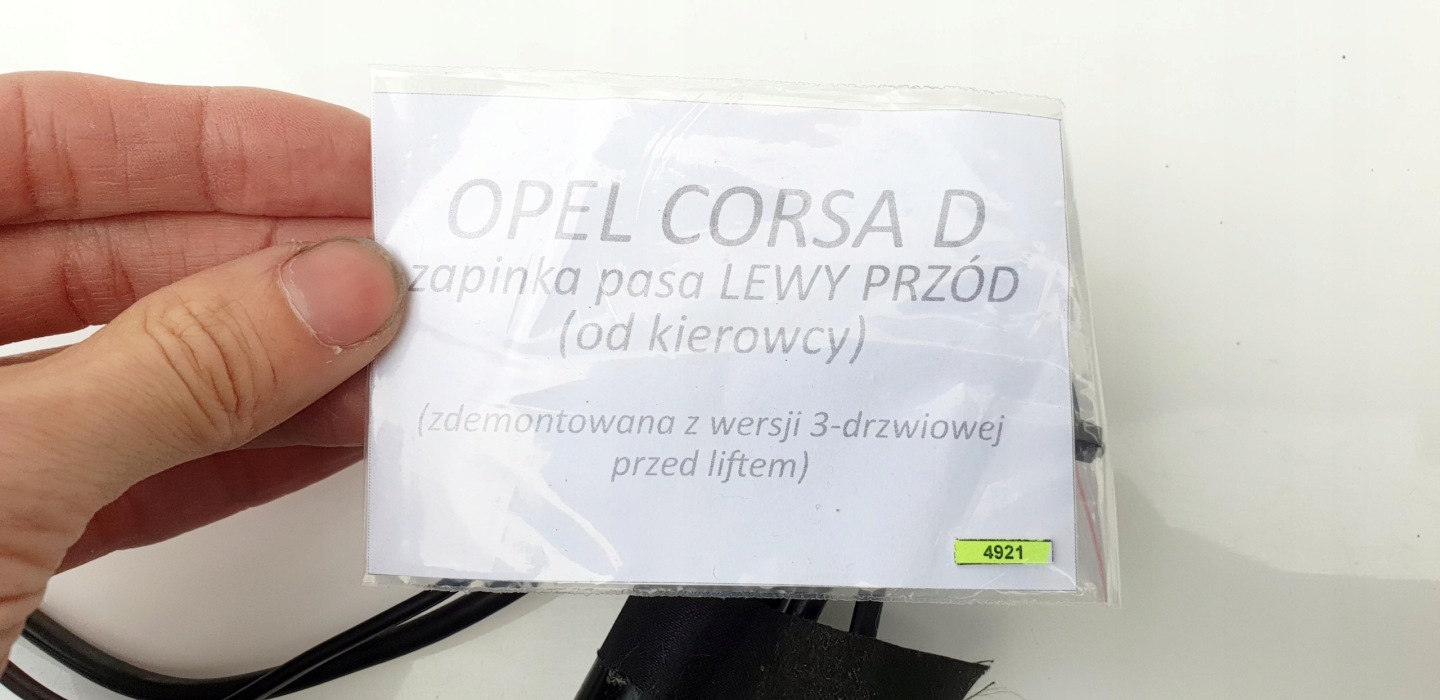 OPEL CORSA D
zapinka pasa LEWY PRZÓD
(od kierowcy)
(zdemontowana z wersji 3-drzwiowej
przed liftem)
4921